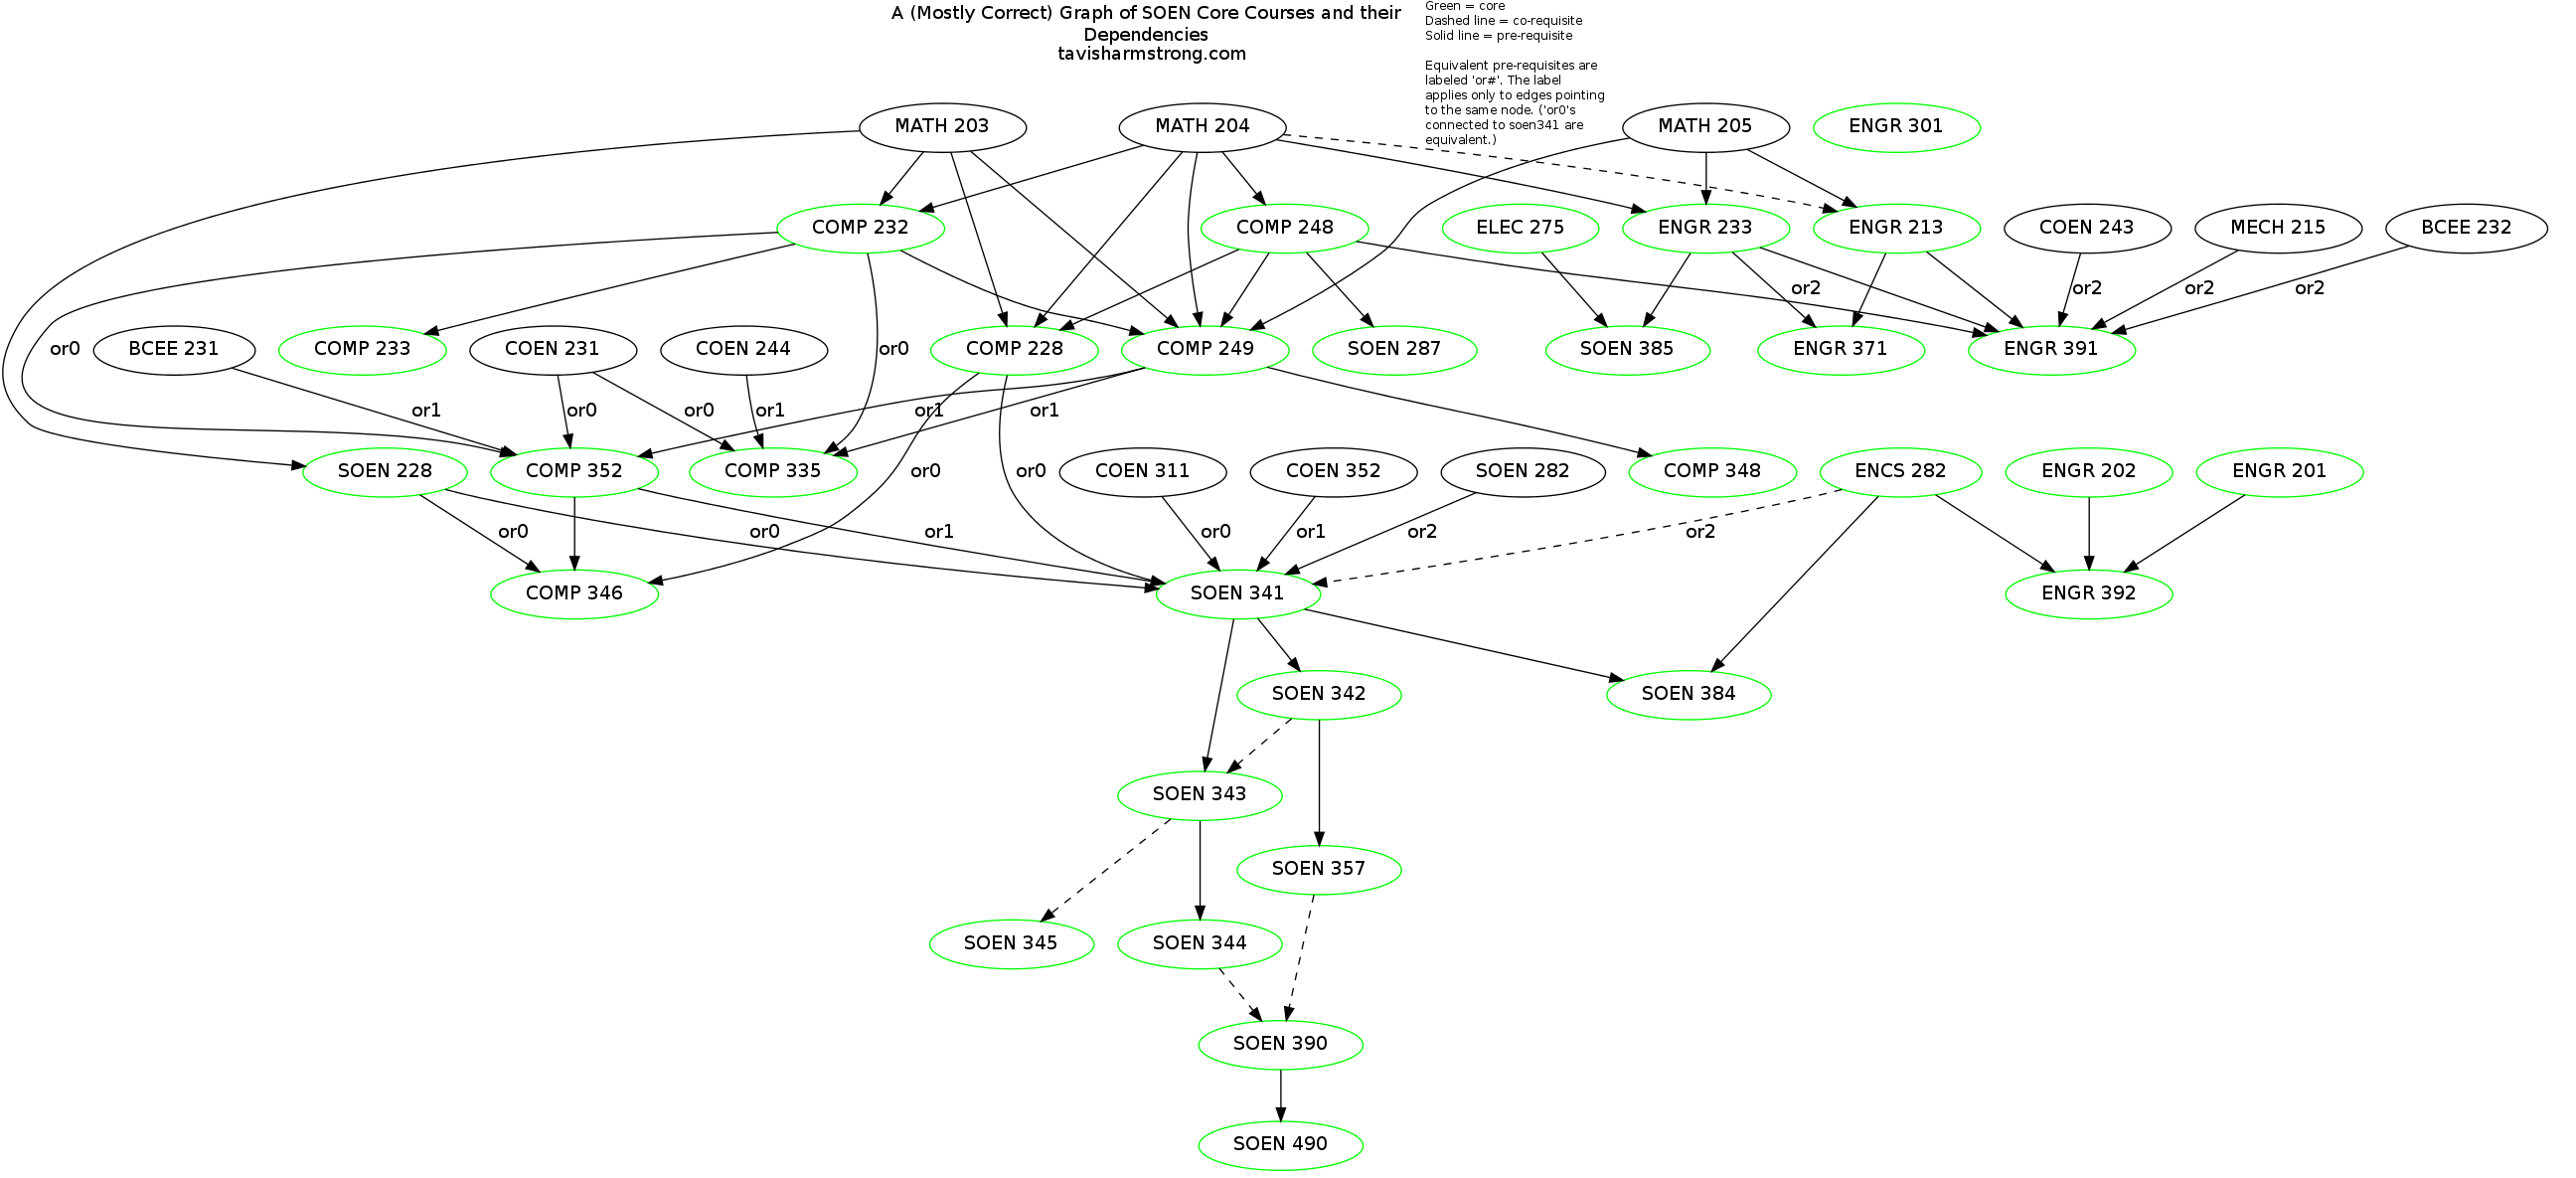 A (Mostly Correct) Graph of SOEN Core Courses and their
Dependencies
tavisharmstrong.com
Green = core
Dashed line = co-requisite
Solid line = pre-requisite
Equivalent pre-requisites are
labeled 'or#'. The label
applies only to edges pointing
to the same node. ('or0's
connected to soen341 are
equivalent.)
MATH 203
MATH 204
MATH 205
ENGR 301
COMP 232
COMP 248
ELEC 275
ENGR 233
ENGR 213
COEN 243
MECH 215
BCEE 232
or2
or2
or2
or2
or0
BCEE 231
COMP 233
COEN 231
COEN 244
or0
COMP 228
COMP 249
SOEN 287
SOEN 385
ENGR 371
ENGR 391
or1
or0
or0
or1
or1
or1
SOEN 228
COMP 352
COMP 335
or0
or0
COEN 311
COEN 352
SOEN 282
COMP 348
ENCS 282
ENGR 202
ENGR 201
or0
or0
or1
or0
or1
or2
or2
COMP 346
SOEN 341
ENGR 392
SOEN 342
SOEN 384
SOEN 343
SOEN 357
SOEN 345
SOEN 344
SOEN 390
SOEN 490